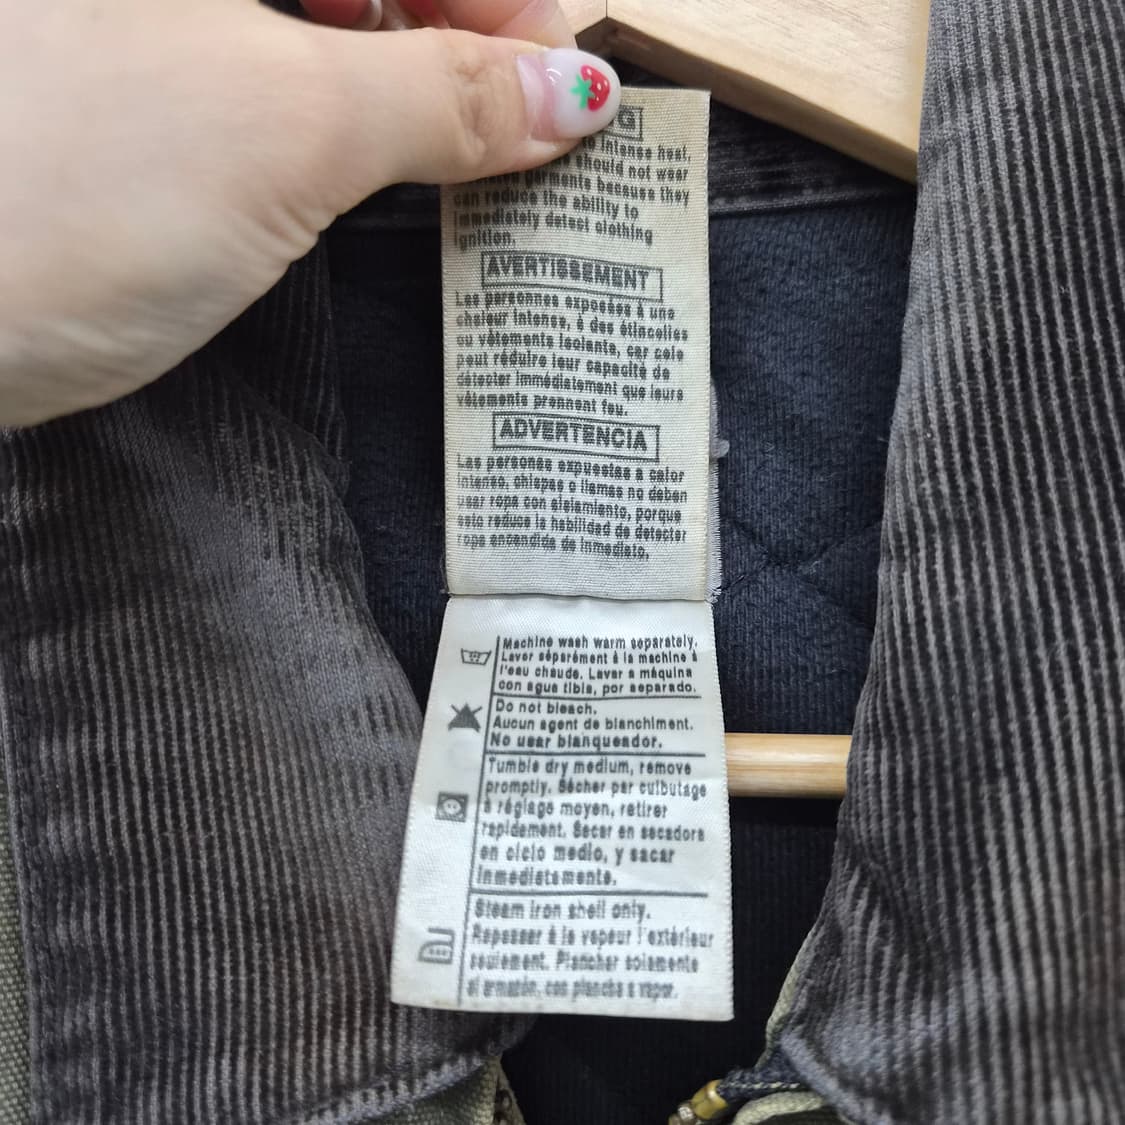 G
intense heat,
should not wear
garments because they
can reduce the ability to
immediately detect clothing
ignition.
AVERTISSEMENT
Les personnes exposées à une
chaleur intense, à des étincelles
ou vêtements isolants, car cela
peut réduire leur capacité de
détecter immédiatement que leurs
vêtements prennent feu.
ADVERTENCIA
Las personas expuestas a calor
intenso, chispas o llamas no deben
usar ropa con aislamiento, porque
esto reduce la habilidad de detectar
ropa encendida de inmediato.
Machine wash warm separately.
Laver séparément à la machine à
l'eau chaude. Lavar a máquina
con agua tibia, por separado.
Do not bleach.
Aucun agent de blanchiment.
No usar blanqueador.
Tumble dry medium, remove
promptly. Sécher par culbutage
à réglage moyen, retirer
rapidement. Secar en secadora
en ciclo medio, y sacar
inmediatamente.
Steam iron shell only.
Repasser à la vapeur l'extérieur
seulement. Planchar solamente
el armazón, con plancha a vapor.